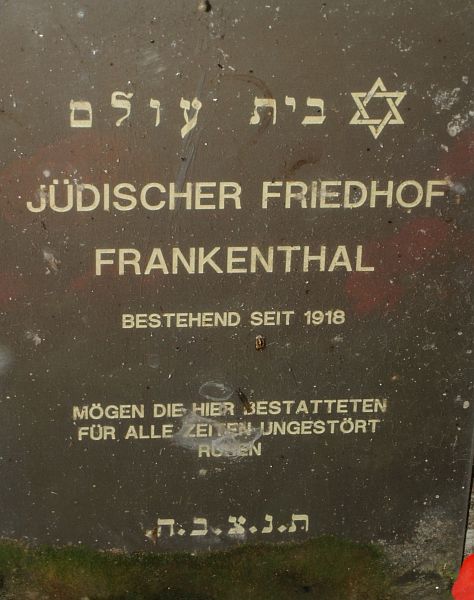 בית עולם
JÜDISCHER FRIEDHOF
FRANKENTHAL
BESTEHEND SEIT 1918
MÖGEN DIE HIER BESTATTETEN
FÜR ALLE ZEITEN UNGESTÖRT
RUHEN
ת.נ.צ.ב.ה.